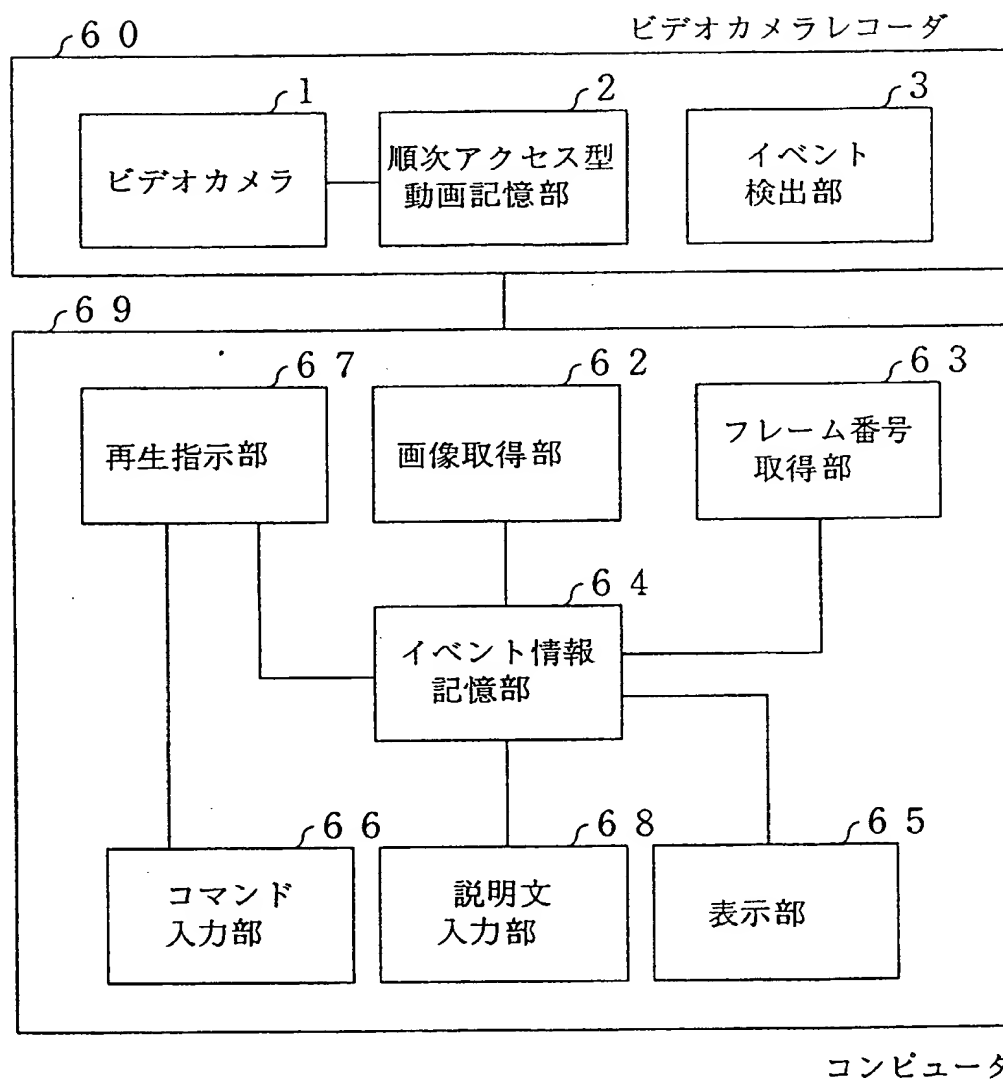 60
ビデオカメラレコーダ
1
2
3
ビデオカメラ
順次アクセス型
動画記憶部
イベント
検出部
69
67
62
63
再生指示部
画像取得部
フレーム番号
取得部
64
イベント情報
記憶部
66
68
65
コマンド
入力部
説明文
入力部
表示部
コンピュータ